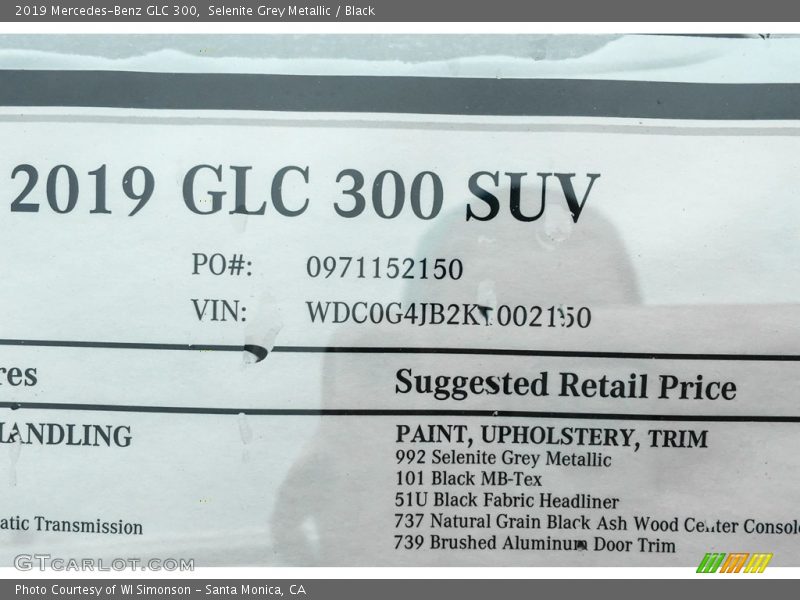 2019 Mercedes-Benz GLC 300, Selenite Grey Metallic / Black
2019 GLC 300 SUV
PO#: 0971152150
VIN: WDC0G4JB2K 002150
res
Suggested Retail Price
HANDLING
PAINT, UPHOLSTERY, TRIM
992 Selenite Grey Metallic
101 Black MB-Tex
51U Black Fabric Headliner
atic Transmission
737 Natural Grain Black Ash Wood Center Console
739 Brushed Aluminum Door Trim
GTCARLOT.COM
Photo Courtesy of WI Simonson - Santa Monica, CA